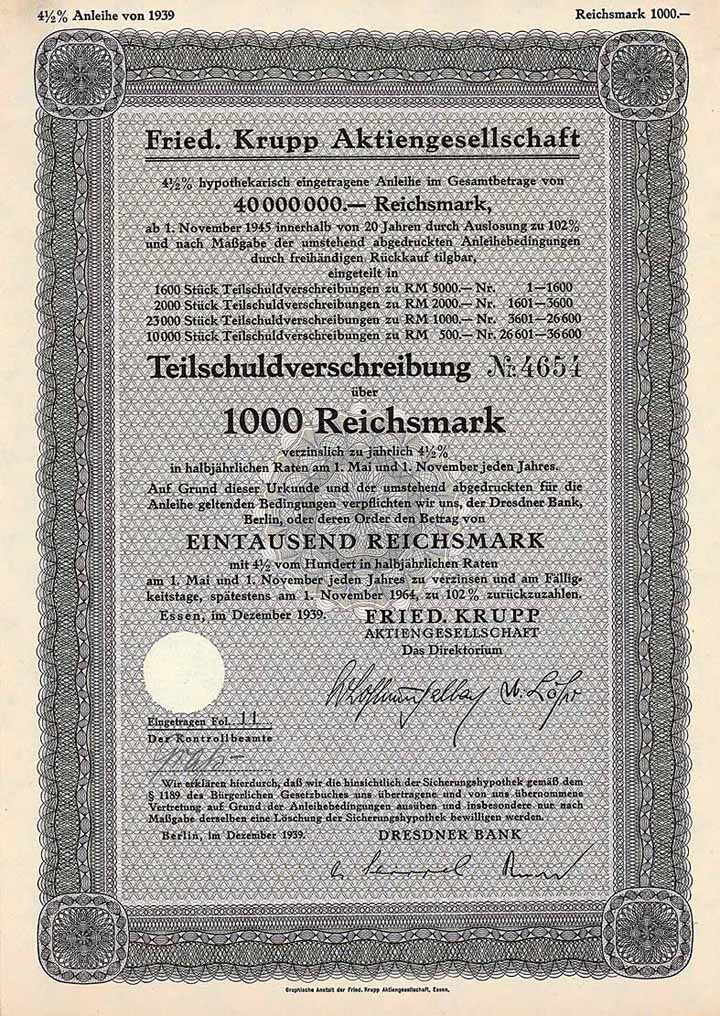 4½% Anleihe von 1939 Reichsmark 1000.—
Fried. Krupp Aktiengesellschaft
4½% hypothekarisch eingetragene Anleihe im Gesamtbetrage von
40 000 000.— Reichsmark,
ab 1. November 1945 innerhalb von 20 Jahren durch Auslosung zu 102%
und nach Maßgabe der umstehend abgedruckten Anleihebedingungen
durch freihändigen Rückkauf tilgbar,
eingeteilt in
1600 Stück Teilschuldverschreibungen zu RM 5000.— Nr. 1—1600
2000 Stück Teilschuldverschreibungen zu RM 2000.— Nr. 1601—3600
23 000 Stück Teilschuldverschreibungen zu RM 1000.— Nr. 3601—26 600
10 000 Stück Teilschuldverschreibungen zu RM 500.— Nr. 26 601—36 600
Teilschuldverschreibung Nr. 4654
über
1000 Reichsmark
verzinslich zu jährlich 4½%
in halbjährlichen Raten am 1. Mai und 1. November jeden Jahres.
Auf Grund dieser Urkunde und der umstehend abgedruckten für die
Anleihe geltenden Bedingungen verpflichten wir uns, der Dresdner Bank,
Berlin, oder deren Order den Betrag von
EINTAUSEND REICHSMARK
mit 4½ vom Hundert in halbjährlichen Raten
am 1. Mai und 1. November jeden Jahres zu verzinsen und am Fällig-
keitstage, spätestens am 1. November 1964, zu 102% zurückzuzahlen.
Essen, im Dezember 1939. FRIED. KRUPP
AKTIENGESELLSCHAFT
Das Direktorium
Eingetragen Fol. 11
Der Kontrollbeamte
Wir erklären hierdurch, daß wir die hinsichtlich der Sicherungshypothek gemäß dem
§ 1189 des Bürgerlichen Gesetzbuches uns übertragene und von uns übernommene
Vertretung auf Grund der Anleihebedingungen ausüben und insbesondere nur nach
Maßgabe derselben eine Löschung der Sicherungshypothek bewilligen werden.
Berlin, im Dezember 1939. DRESDNER BANK
Graphische Anstalt der Fried. Krupp Aktiengesellschaft, Essen.